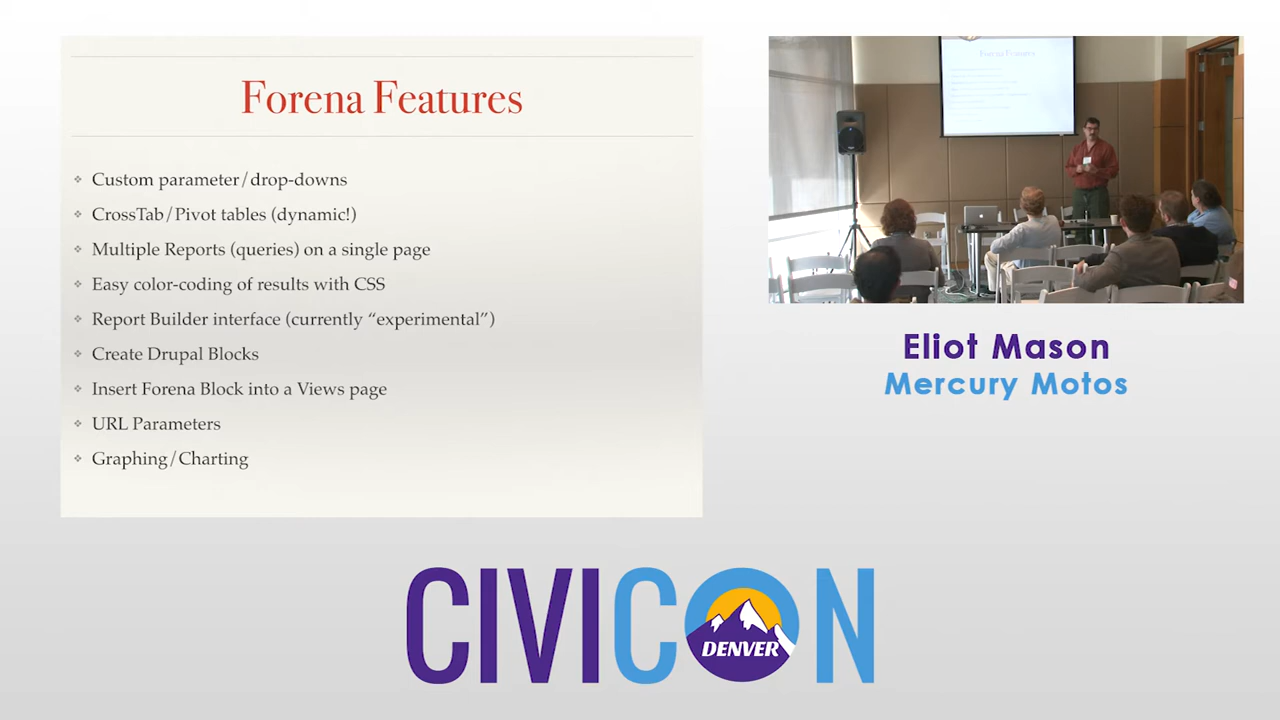 Forena Features
Custom parameter/drop-downs
CrossTab/Pivot tables (dynamic!)
Multiple Reports (queries) on a single page
Easy color-coding of results with CSS
Report Builder interface (currently “experimental”)
Create Drupal Blocks
Insert Forena Block into a Views page
URL Parameters
Graphing/Charting
Forena Features
Eliot Mason
Mercury Motos
CIVICON
DENVER